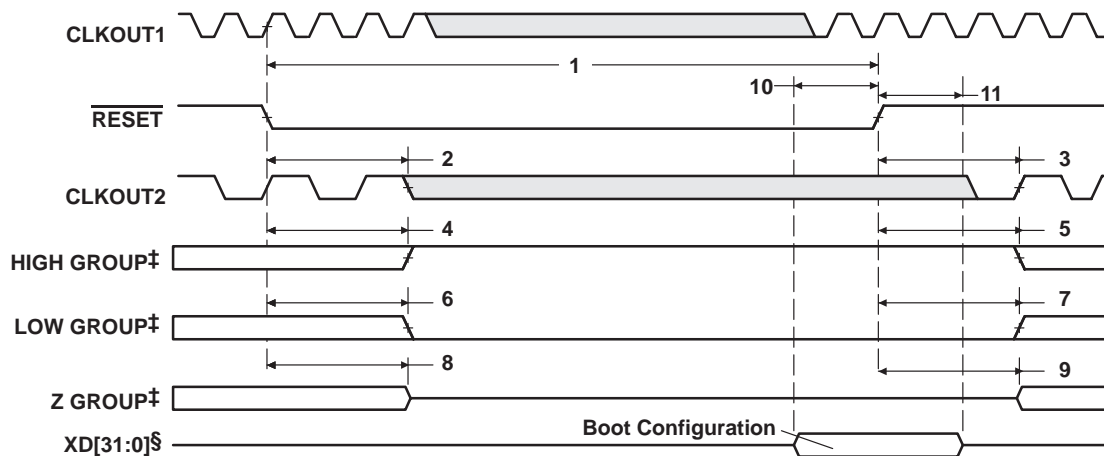 CLKOUT1
1
10
11
RESET
2
3
CLKOUT2
4
5
HIGH GROUP‡
6
7
LOW GROUP‡
8
9
Z GROUP‡
Boot Configuration
XD[31:0]§